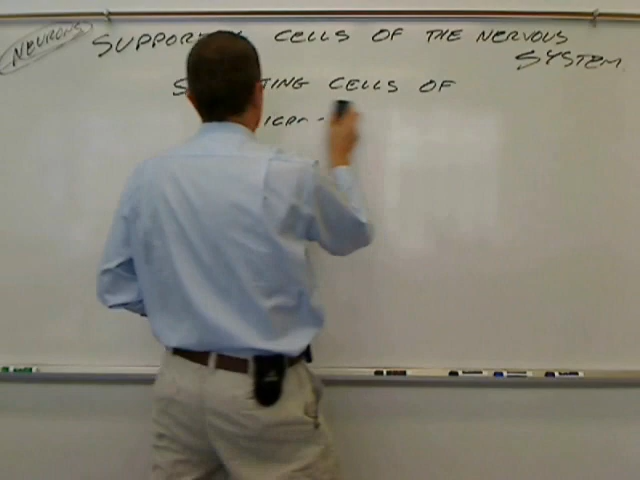 NEURONS
SUPPOR CELLS OF THE NERVOUS
SYSTEM
S TING CELLS OF